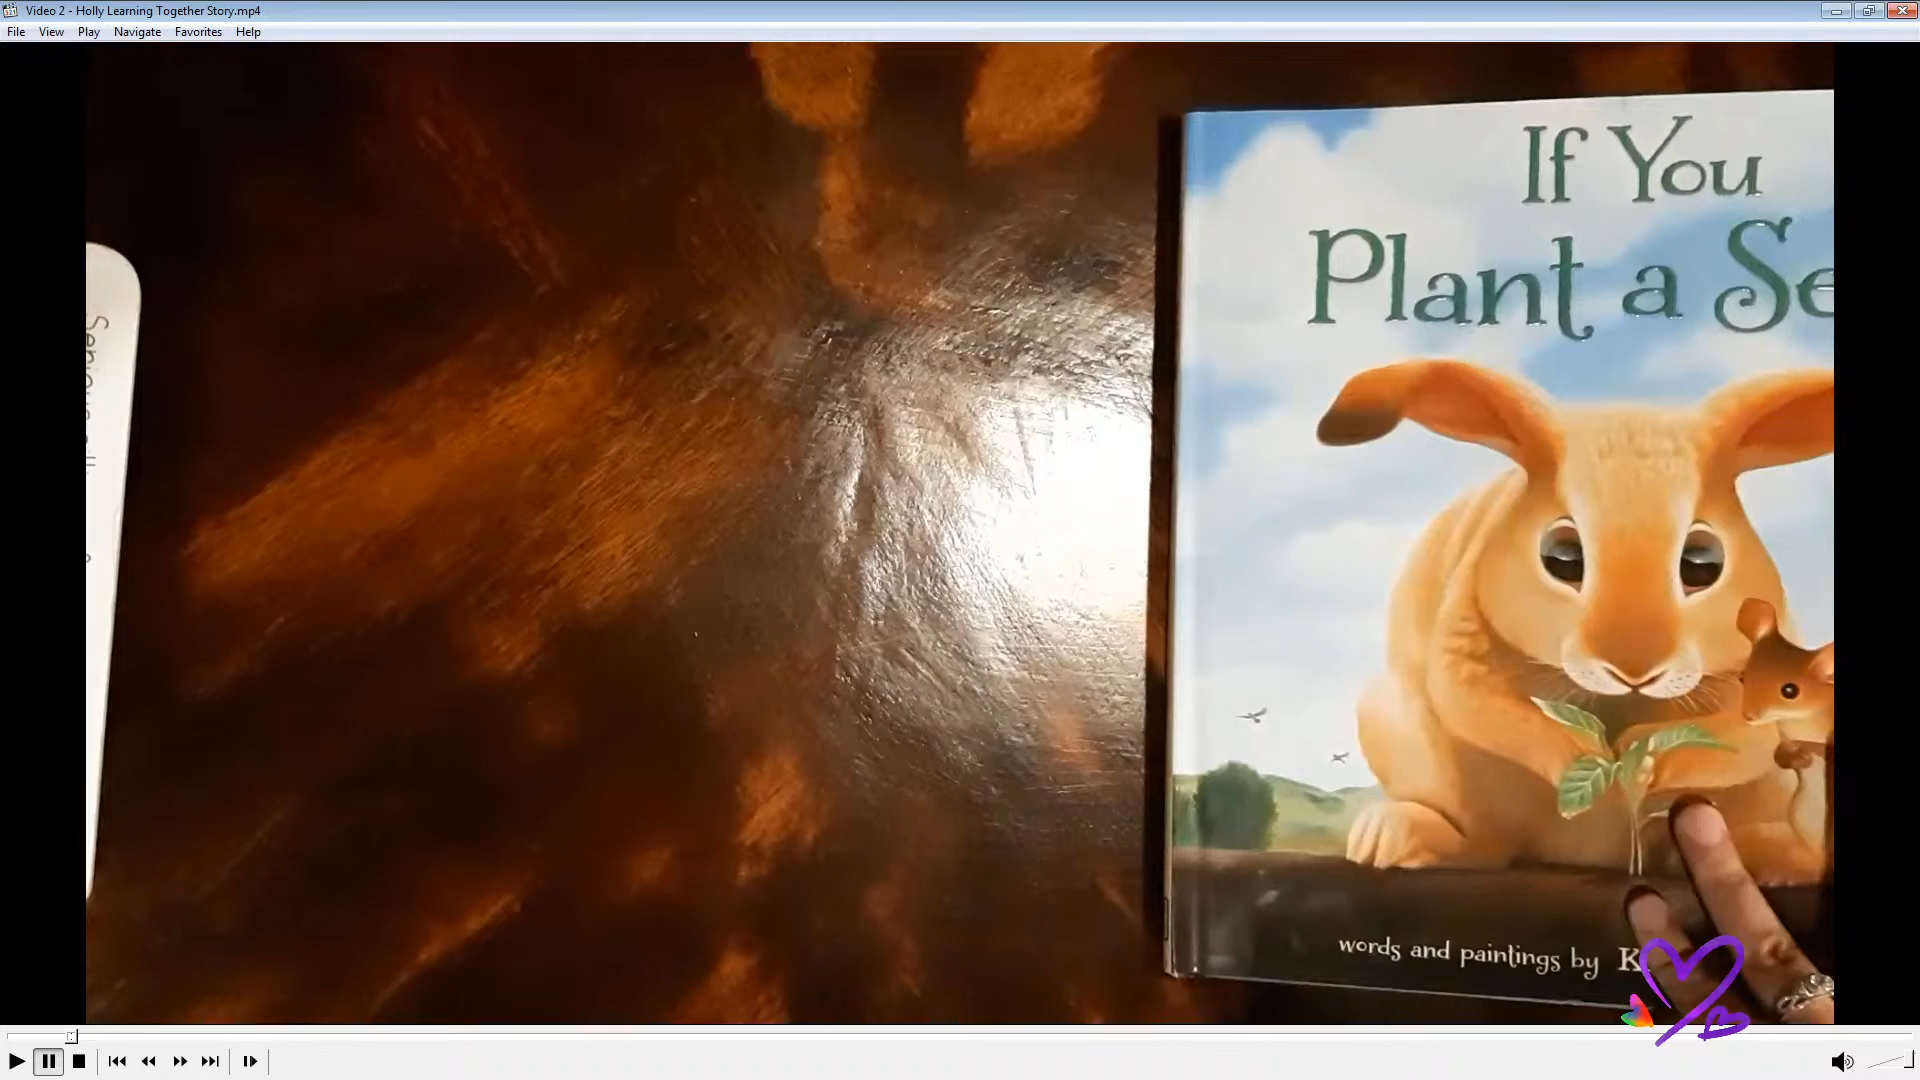 Video 2 - Holly Learning Together Story.mp4
File View Play Navigate Favorites Help
If You
Plant a Se
words and paintings by K